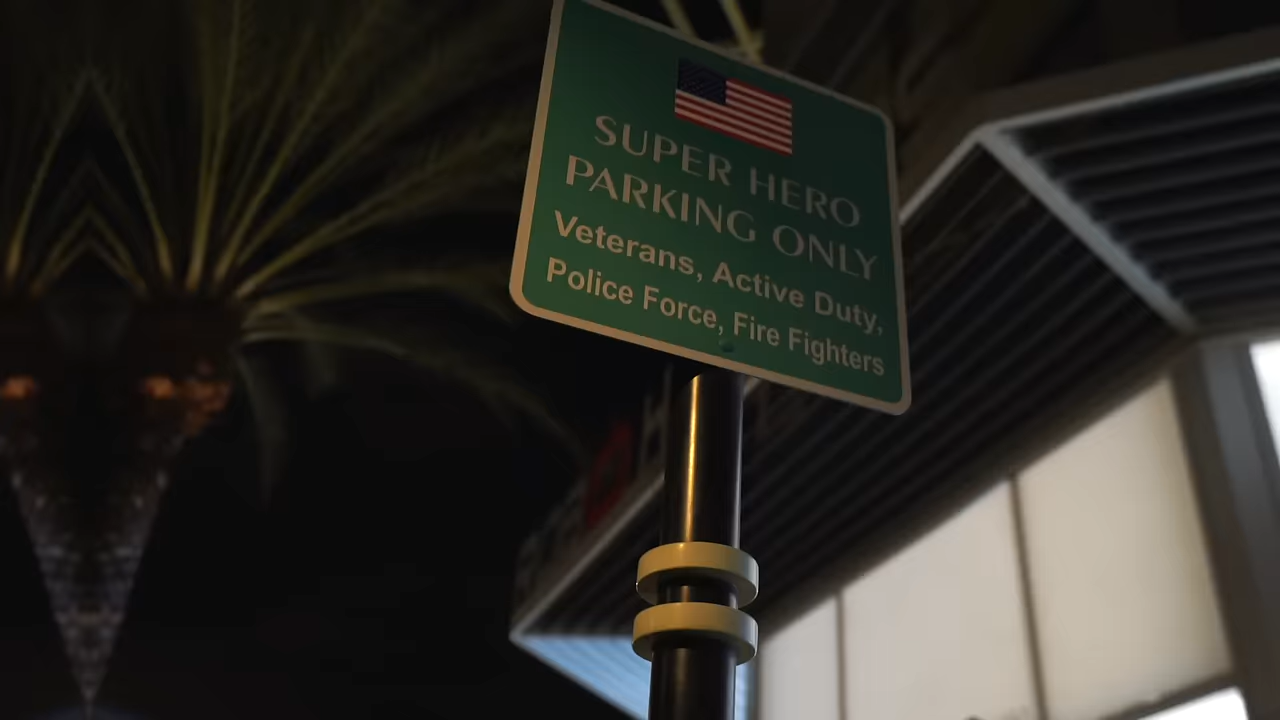 SUPER HERO
PARKING ONLY
Veterans, Active Duty,
Police Force, Fire Fighters